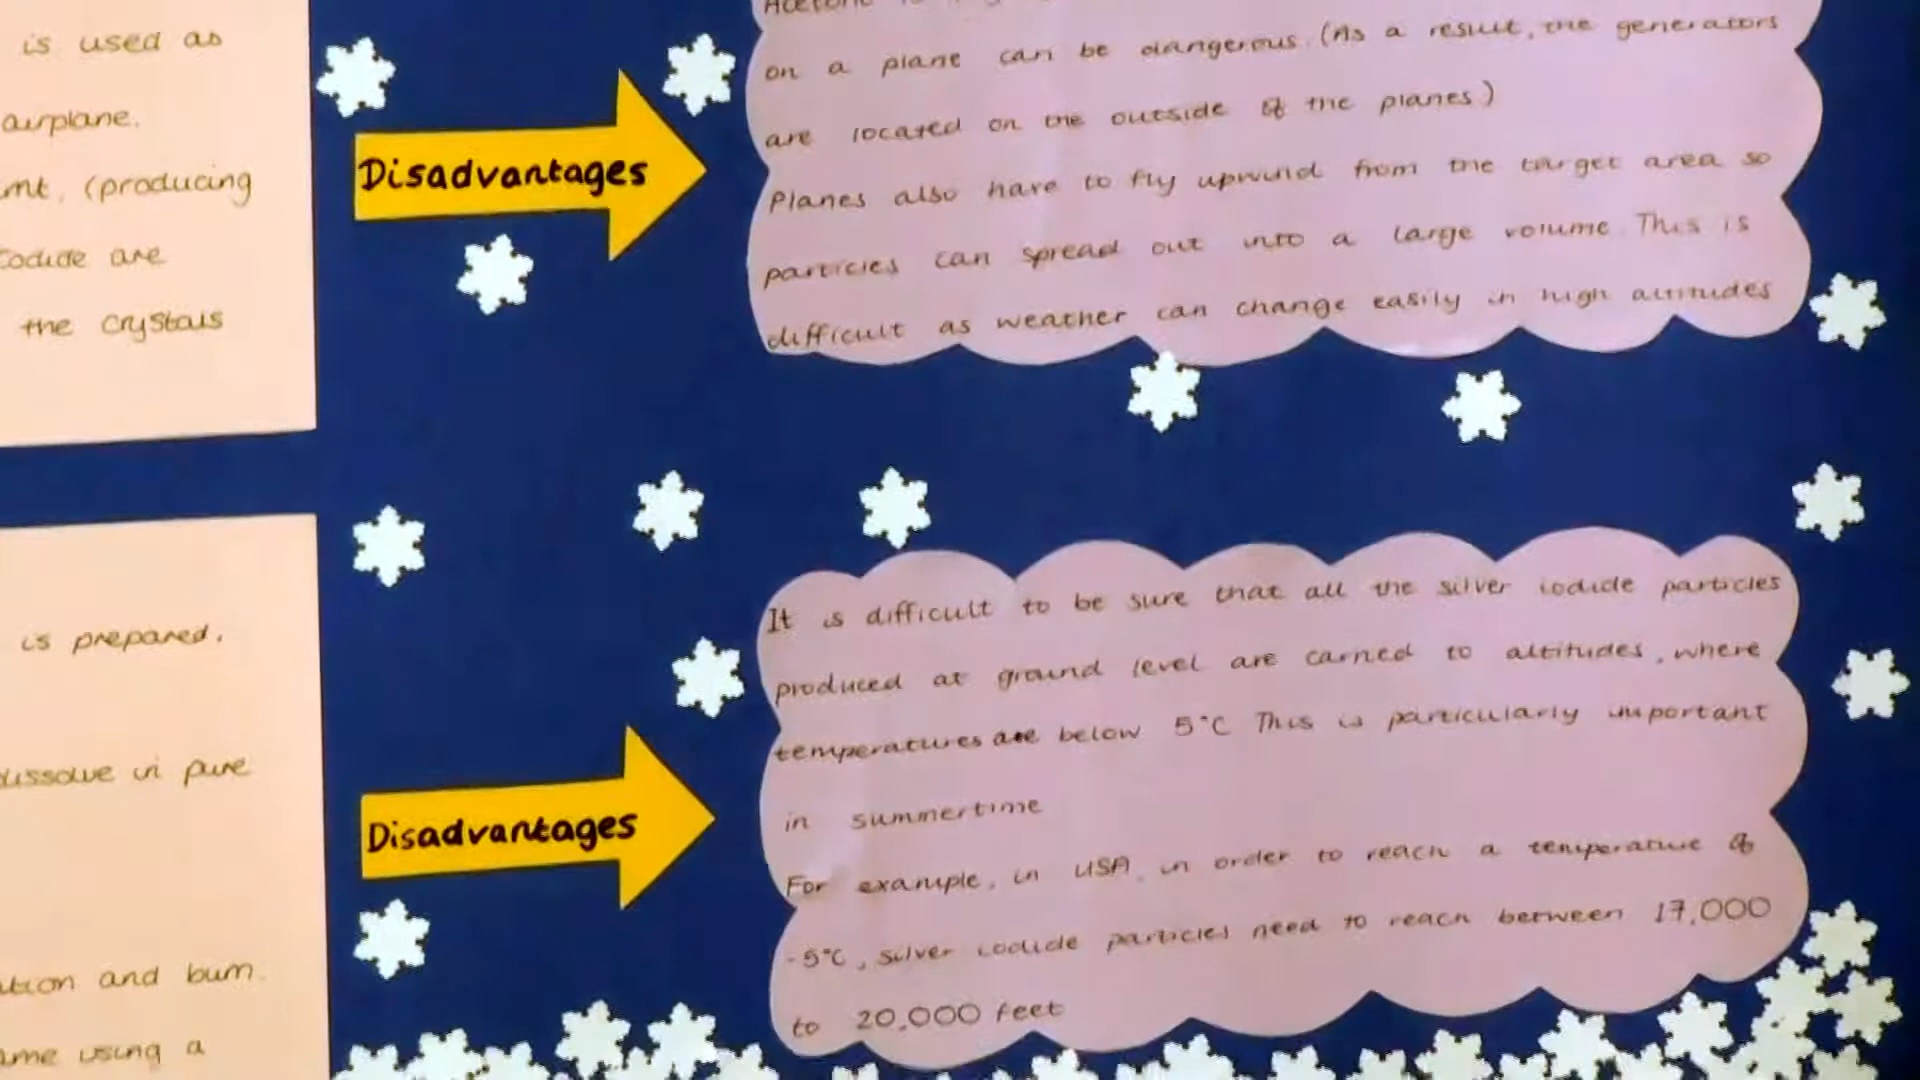 is used as
airplane.
(producing
are
the crystals
Disadvantages
on a plane can be dangerous. (As a result, the generators
are located on the outside of the planes)
Planes also have to fly upwind from the target area so
particles can spread out into a large volume. This is
difficult as weather can change easily in high altitudes
is prepared.
dissolve in pure
and burn.
using a
Disadvantages
It is difficult to be sure that all the silver iodide particles
produced at ground level are carried to altitudes, where
temperatures are below 5°C This is particularly important
in summertime
For example, in USA, in order to reach a temperature of
-5°C, silver iodide particles need to reach between 17,000
to 20,000 feet